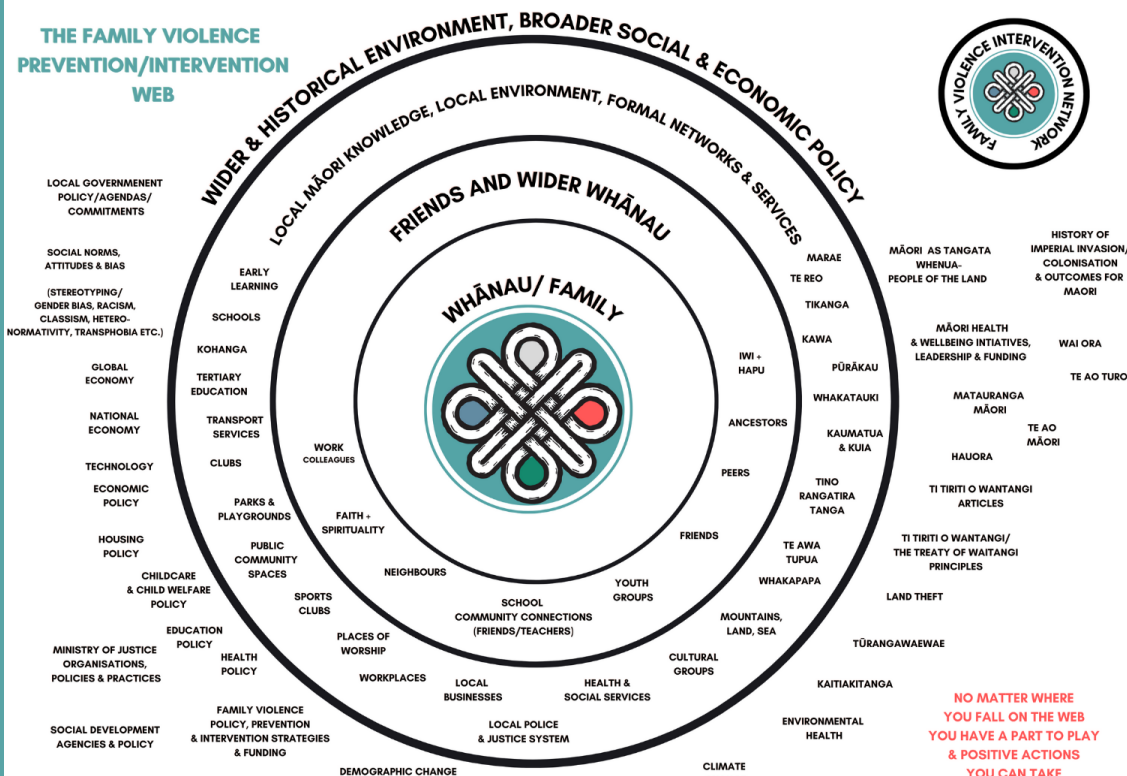 THE FAMILY VIOLENCE
PREVENTION/INTERVENTION
WEB
WIDER & HISTORICAL ENVIRONMENT, BROADER SOCIAL & ECONOMIC POLICY
LOCAL MĀORI KNOWLEDGE, LOCAL ENVIRONMENT, FORMAL NETWORKS & SERVICES
FRIENDS AND WIDER WHĀNAU
WHĀNAU/ FAMILY
FAMILY VIOLENCE INTERVENTION NETWORK
LOCAL GOVERNENENT
POLICY/AGENDAS/
COMMITMENTS
SOCIAL NORMS,
ATTITUDES & BIAS
(STEREOTYPING/
GENDER BIAS, RACISM,
CLASSISM, HETERO-
NORMATIVITY, TRANSPHOBIA ETC.)
GLOBAL
ECONOMY
NATIONAL
ECONOMY
TECHNOLOGY
ECONOMIC
POLICY
HOUSING
POLICY
CHILDCARE
& CHILD WELFARE
POLICY
EDUCATION
POLICY
HEALTH
POLICY
MINISTRY OF JUSTICE
ORGANISATIONS,
POLICIES & PRACTICES
SOCIAL DEVELOPMENT
AGENCIES & POLICY
FAMILY VIOLENCE
POLICY, PREVENTION
& INTERVENTION STRATEGIES
& FUNDING
DEMOGRAPHIC CHANGE
EARLY
LEARNING
SCHOOLS
KOHANGA
TERTIARY
EDUCATION
TRANSPORT
SERVICES
CLUBS
PARKS &
PLAYGROUNDS
PUBLIC
COMMUNITY
SPACES
SPORTS
CLUBS
PLACES OF
WORSHIP
WORKPLACES
LOCAL
BUSINESSES
LOCAL POLICE
& JUSTICE SYSTEM
HEALTH &
SOCIAL SERVICES
CULTURAL
GROUPS
MOUNTAINS,
LAND, SEA
WHAKAPAPA
TE AWA
TUPUA
TINO
RANGATIRA
TANGA
KAUMATUA
& KUIA
WHAKATAUKI
PŪRĀKAU
KAWA
TIKANGA
TE REO
MARAE
WORK
COLLEAGUES
FAITH +
SPIRITUALITY
NEIGHBOURS
SCHOOL
COMMUNITY CONNECTIONS
(FRIENDS/TEACHERS)
YOUTH
GROUPS
FRIENDS
PEERS
ANCESTORS
IWI +
HAPU
MĀORI AS TANGATA
WHENUA-
PEOPLE OF THE LAND
HISTORY OF
IMPERIAL INVASION/
COLONISATION
& OUTCOMES FOR
MAORI
MĀORI HEALTH
& WELLBEING INTIATIVES,
LEADERSHIP & FUNDING
WAI ORA
TE AO TURO
MATAURANGA
MĀORI
TE AO
MĀORI
HAUORA
TI TIRITI O WANTANGI
ARTICLES
TI TIRITI O WANTANGI/
THE TREATY OF WAITANGI
PRINCIPLES
LAND THEFT
TŪRANGAWAEWAE
KAITIAKITANGA
ENVIRONMENTAL
HEALTH
CLIMATE
NO MATTER WHERE
YOU FALL ON THE WEB
YOU HAVE A PART TO PLAY
& POSITIVE ACTIONS
YOU CAN TAKE